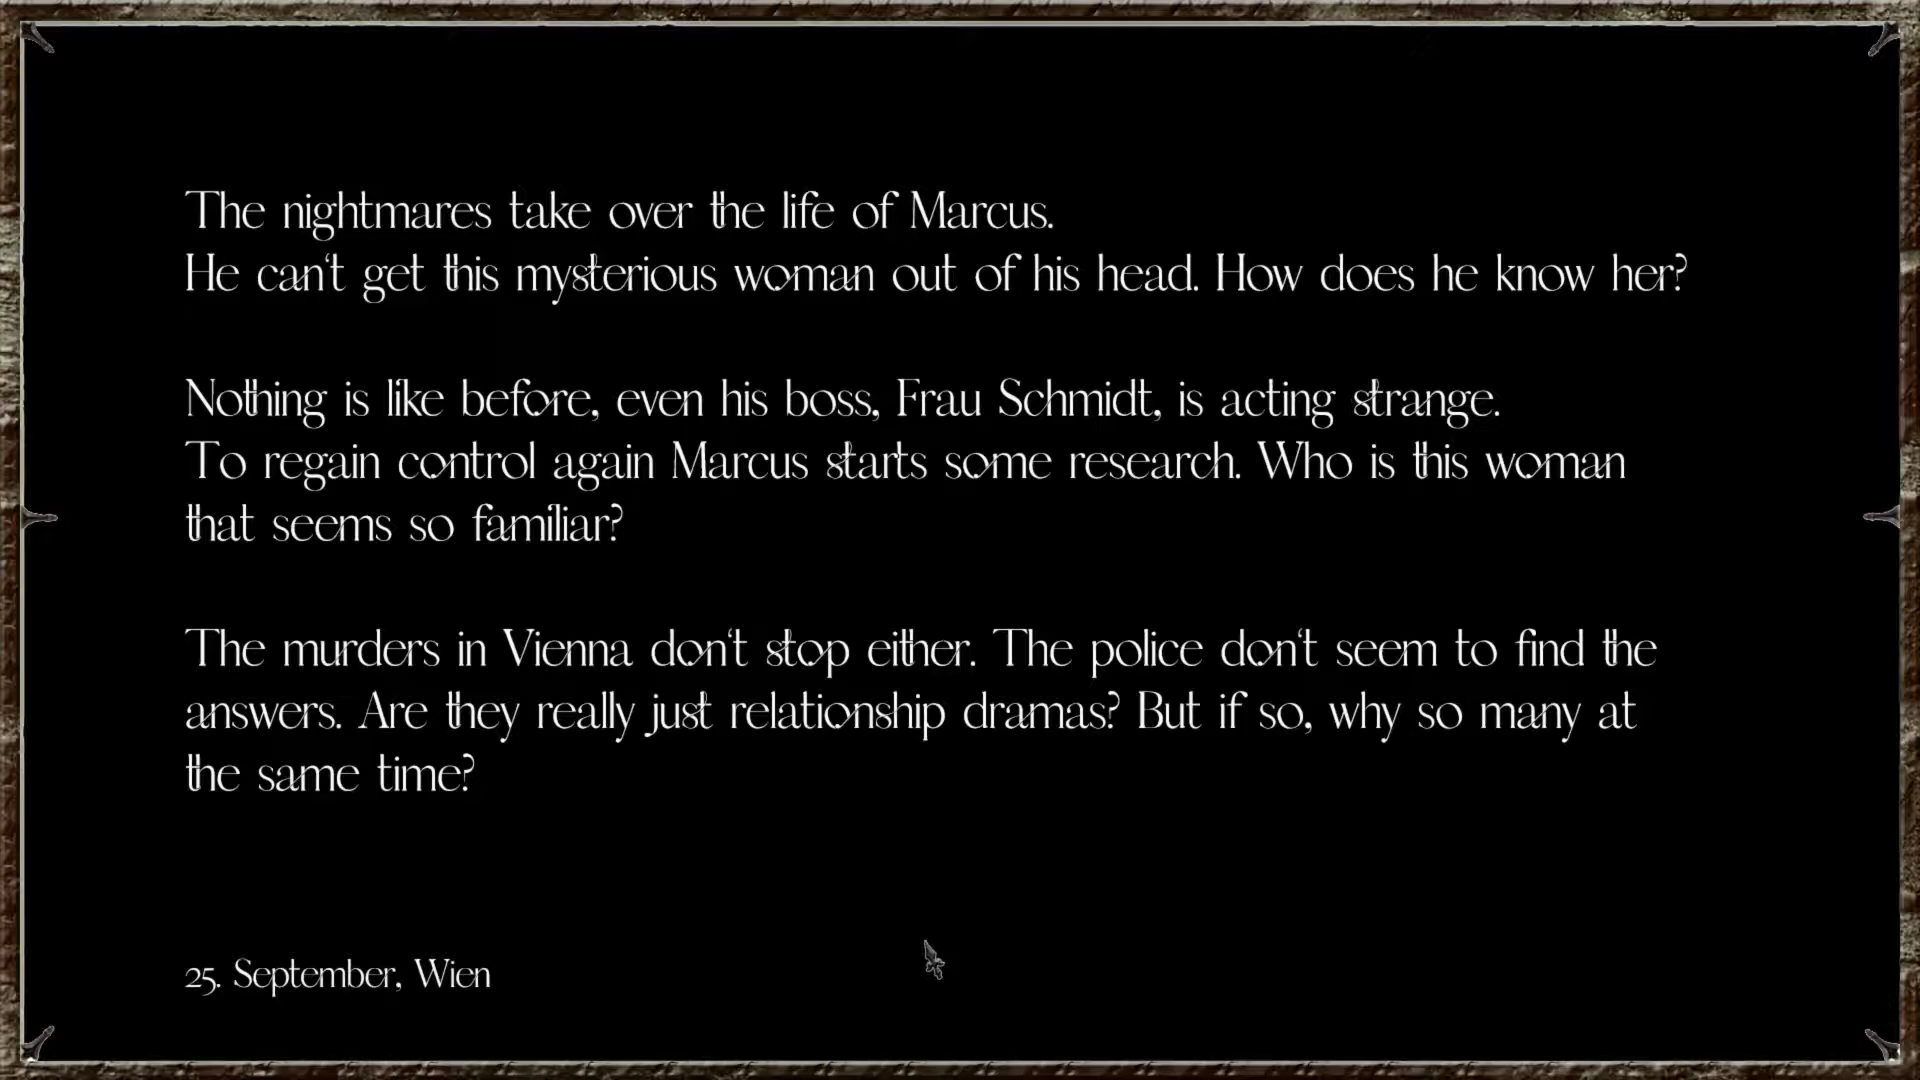 The nightmares take over the life of Marcus.
He can't get this mysterious woman out of his head. How does he know her?
Nothing is like before, even his boss, Frau Schmidt, is acting strange.
To regain control again Marcus starts some research. Who is this woman
that seems so familiar?
The murders in Vienna don't stop either. The police don't seem to find the
answers. Are they really just relationship dramas? But if so, why so many at
the same time?
25. September, Wien